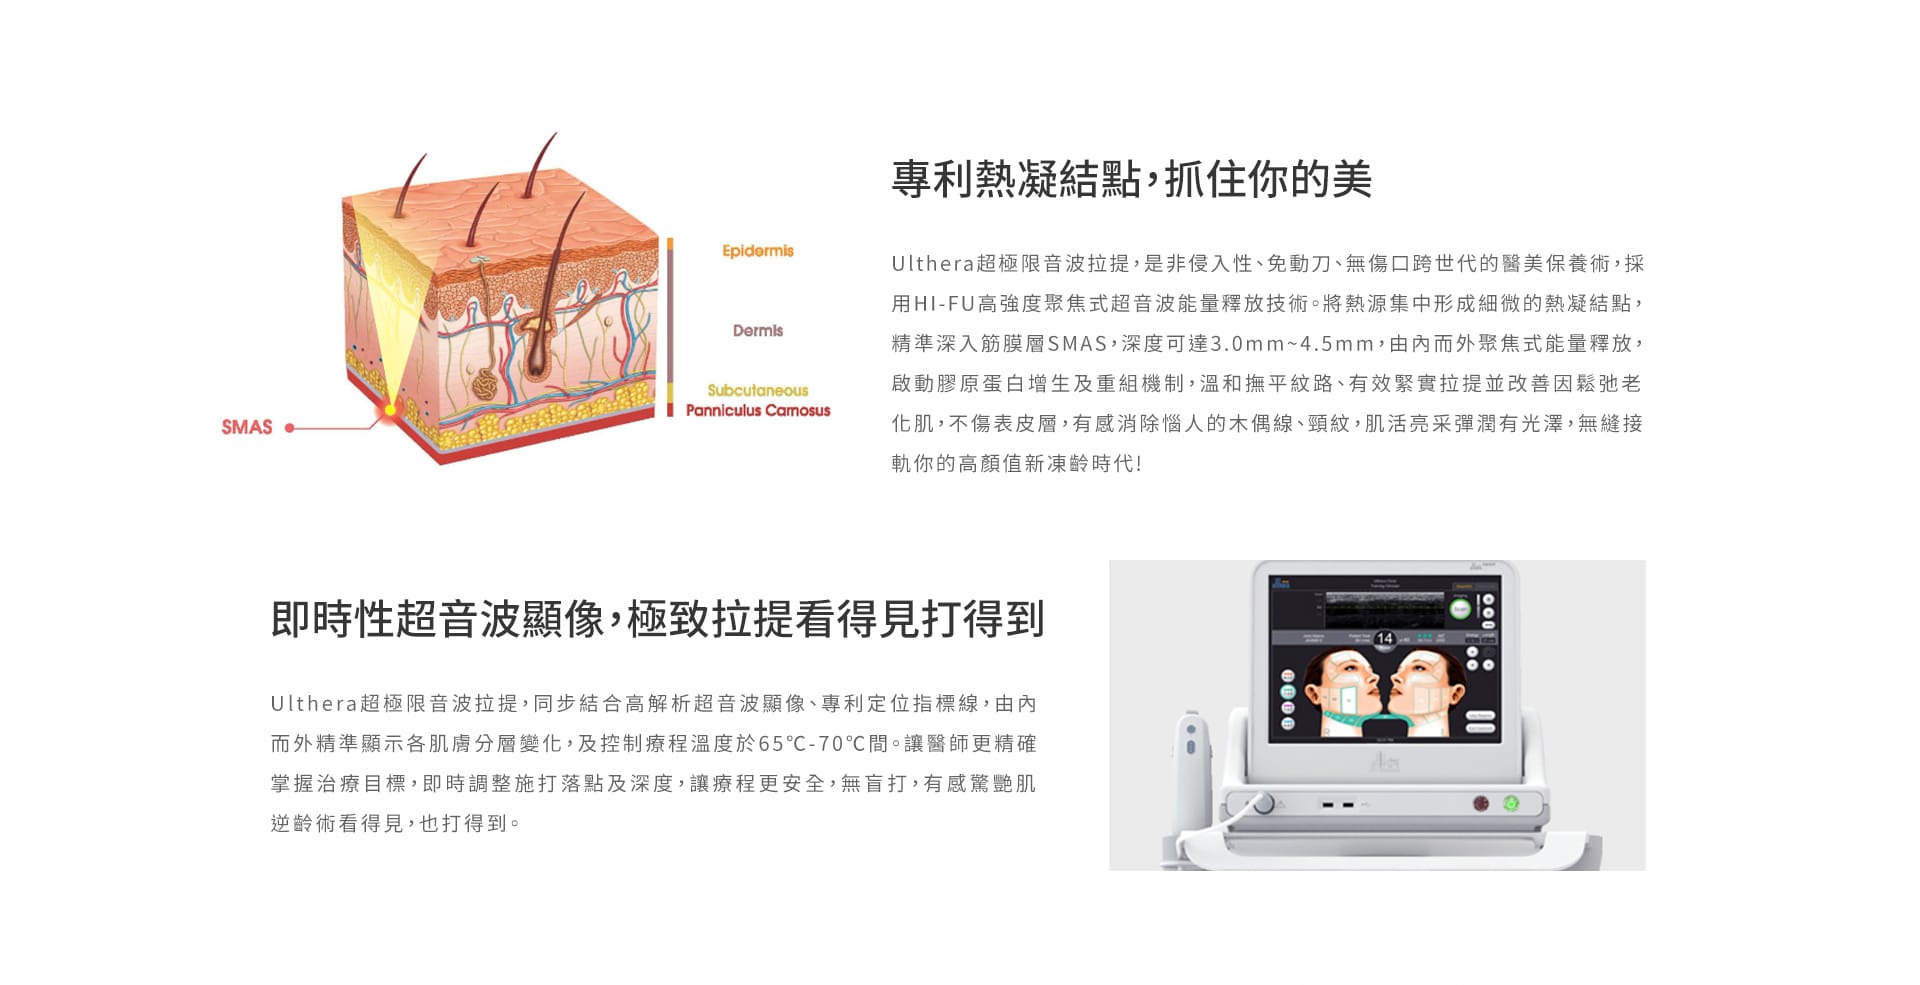 專利熱凝結點，抓住你的美
Epidermis
Dermis
Subcutaneous
Panniculus Carnosus
SMAS
Ulthera超極限音波拉提，是非侵入性、免動刀、無傷口跨世代的醫美保養術，採
用HI-FU高強度聚焦式超音波能量釋放技術。將熱源集中形成細微的熱凝結點，
精準深入筋膜層SMAS，深度可達3.0mm~4.5mm，由內而外聚焦式能量釋放，
啟動膠原蛋白增生及重組機制，溫和撫平紋路、有效緊實拉提並改善因鬆弛老
化肌，不傷表皮層，有感消除惱人的木偶線、頸紋，肌活亮采彈潤有光澤，無縫接
軌你的高顏值新凍齡時代!
即時性超音波顯像，極致拉提看得見打得到
Ulthera超極限音波拉提，同步結合高解析超音波顯像、專利定位指標線，由內
而外精準顯示各肌膚分層變化，及控制療程溫度於65℃-70℃間。讓醫師更精確
掌握治療目標，即時調整施打落點及深度，讓療程更安全，無盲打，有感驚艷肌
逆齡術看得見，也打得到。
14